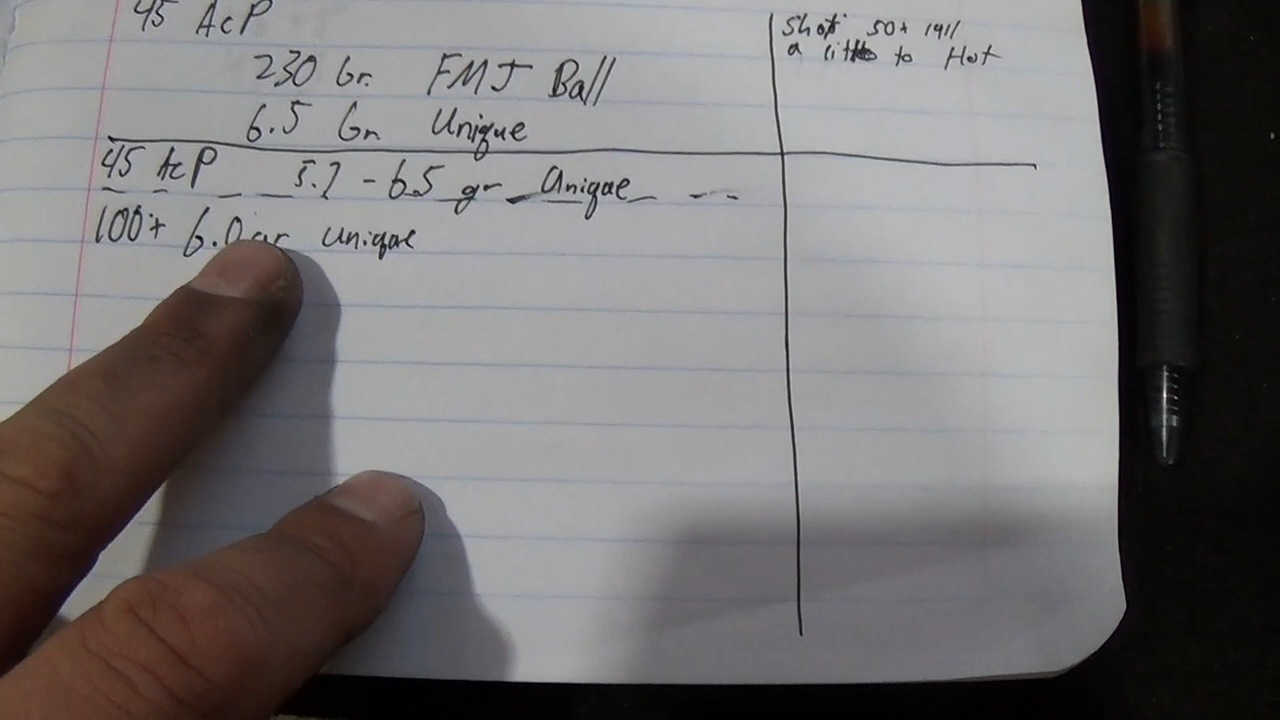 45 AcP
230 Gr. FMJ Ball
6.5 Gr Unique
Shot 50+ 1911
a little to Hot
45 AcP 5.2 - 6.5 gr Unique
100+ 6.0 gr unique